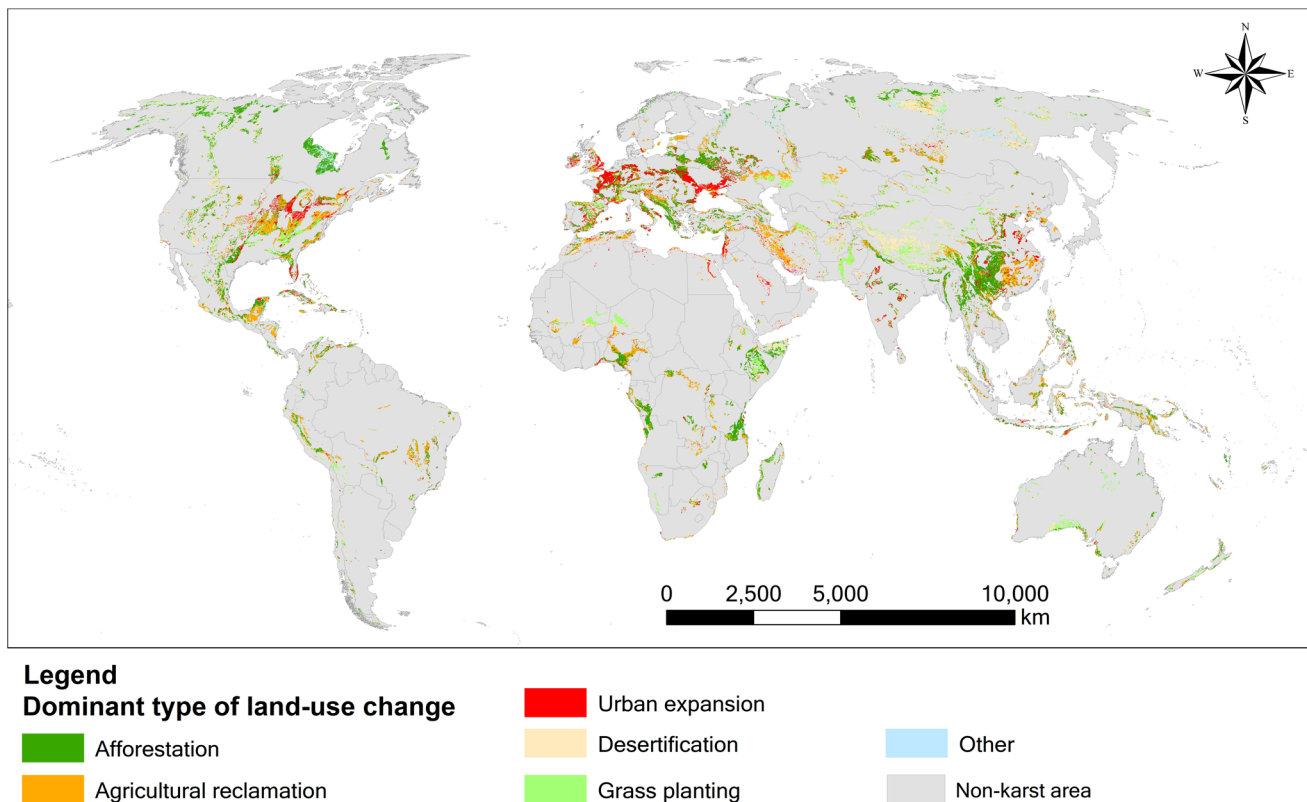 N
W E
S
0 2,500 5,000 10,000
km
Legend
Dominant type of land-use change
Urban expansion
Afforestation
Desertification
Other
Agricultural reclamation
Grass planting
Non-karst area